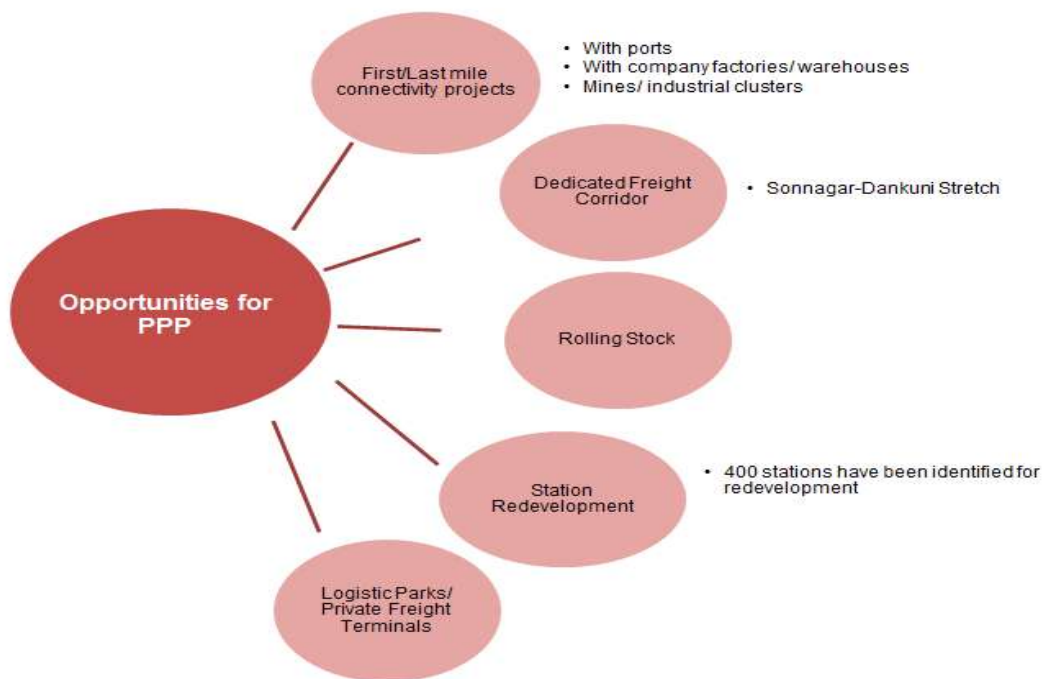 First/Last mile
connectivity projects
• With ports
• With company factories/ warehouses
• Mines/ industrial clusters
Dedicated Freight
Corridor
• Sonnagar-Dankuni Stretch
Opportunities for
PPP
Rolling Stock
Station
Redevelopment
• 400 stations have been identified for
redevelopment
Logistic Parks/
Private Freight
Terminals